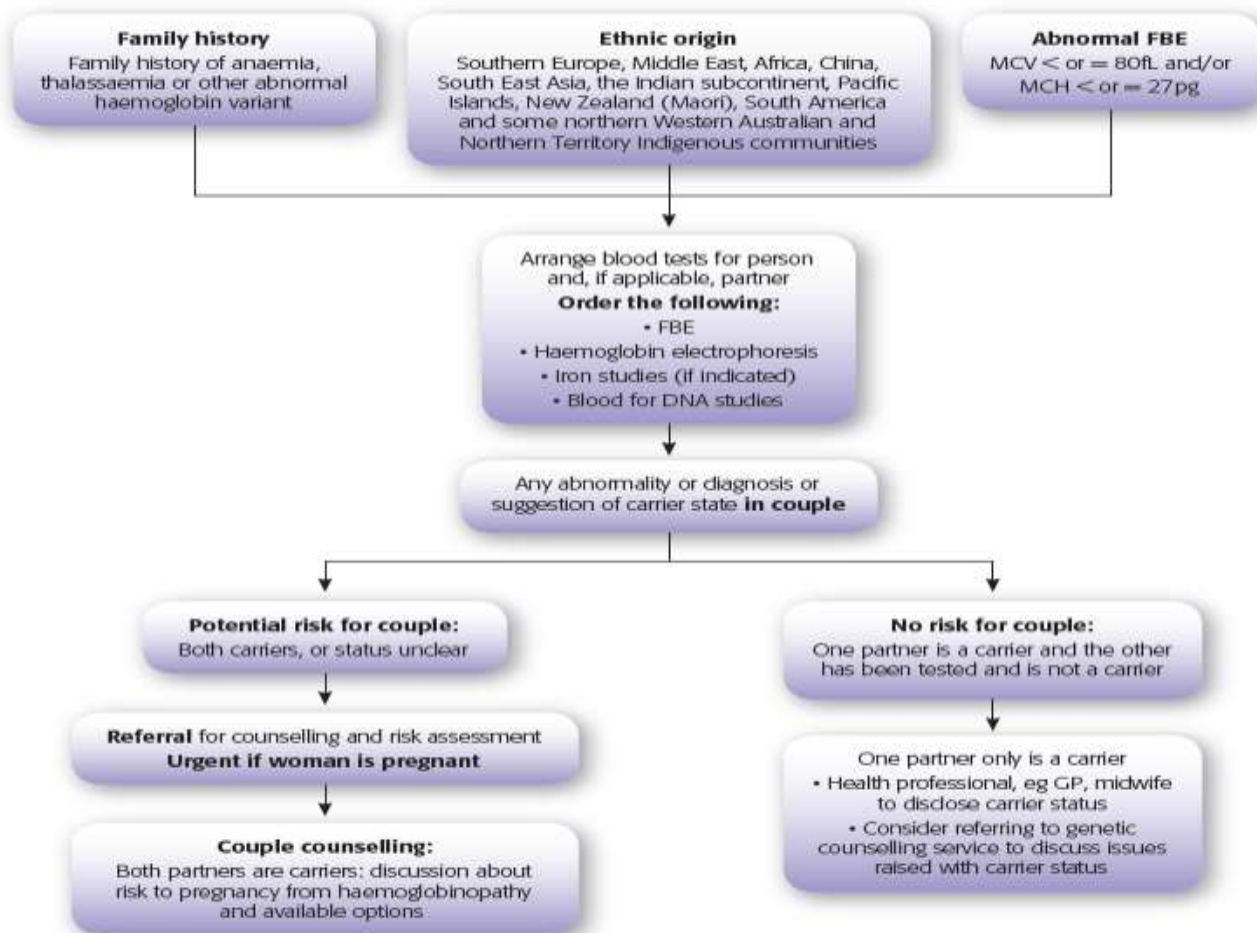 Family history
Family history of anaemia,
thalassaemia or other abnormal
haemoglobin variant
Ethnic origin
Southern Europe, Middle East, Africa, China,
South East Asia, the Indian subcontinent, Pacific
Islands, New Zealand (Maori), South America
and some northern Western Australian and
Northern Territory Indigenous communities
Abnormal FBE
MCV < or = 80fL and/or
MCH < or = 27pg
Arrange blood tests for person
and, if applicable, partner
Order the following:
• FBE
• Haemoglobin electrophoresis
• Iron studies (if indicated)
• Blood for DNA studies
Any abnormality or diagnosis or
suggestion of carrier state in couple
Potential risk for couple:
Both carriers, or status unclear
Referral for counselling and risk assessment
Urgent if woman is pregnant
Couple counselling:
Both partners are carriers: discussion about
risk to pregnancy from haemoglobinopathy
and available options
No risk for couple:
One partner is a carrier and the other
has been tested and is not a carrier
One partner only is a carrier
• Health professional, eg GP, midwife
to disclose carrier status
• Consider referring to genetic
counselling service to discuss issues
raised with carrier status